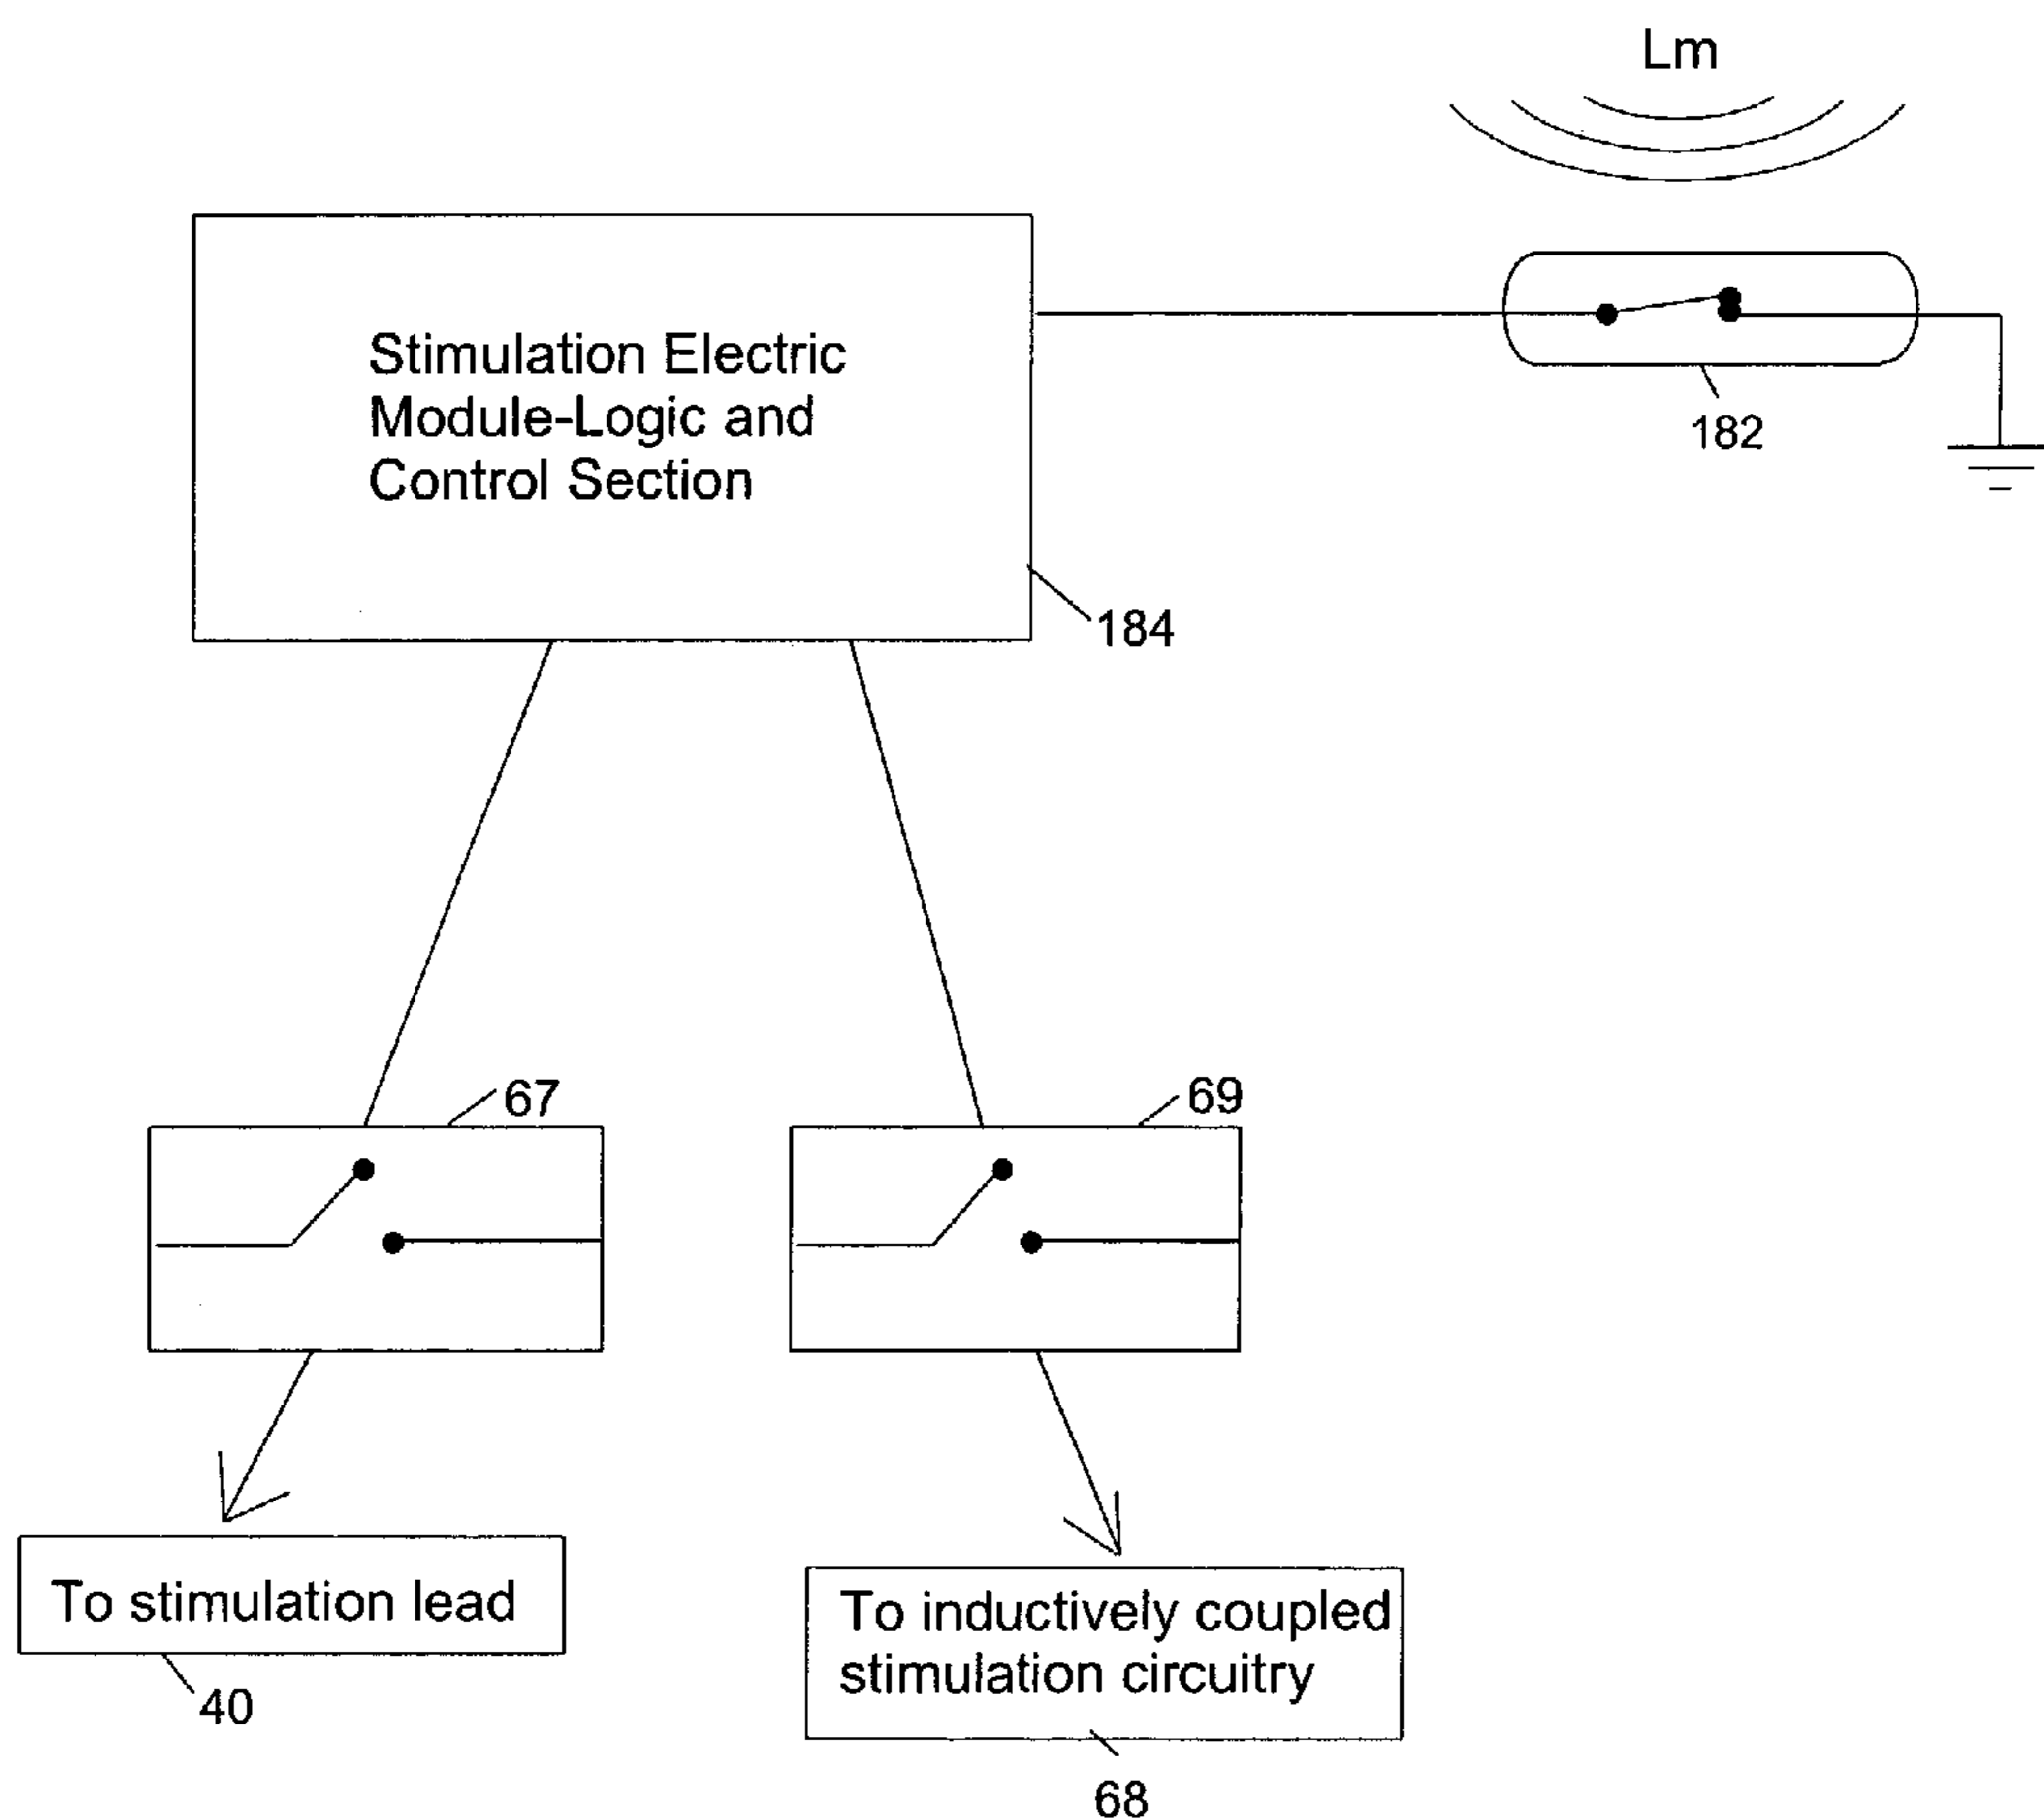 Lm
Stimulation Electric
Module-Logic and
Control Section
182
184
67
69
To stimulation lead
To inductively coupled
stimulation circuitry
40
68